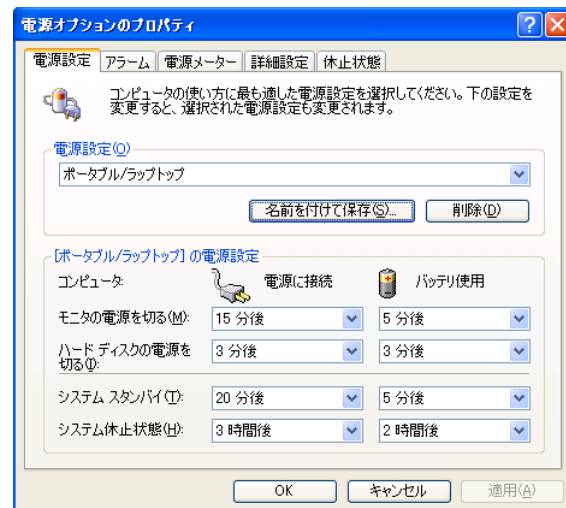 電源オプションのプロパティ
電源設定 アラーム 電源メーター 詳細設定 休止状態
コンピュータの使い方に最も適した電源設定を選択してください。下の設定を
変更すると、選択された電源設定も変更されます。
電源設定(O)
ポータブル/ラップトップ
名前を付けて保存(S)... 削除(D)
[ポータブル/ラップトップ] の電源設定
コンピュータ: 電源に接続 バッテリ使用
モニタの電源を切る(M): 15 分後 5 分後
ハード ディスクの電源を
切る(I): 3 分後 3 分後
システム スタンバイ(T): 20 分後 5 分後
システム休止状態(H): 3 時間後 2 時間後
OK キャンセル 適用(A)